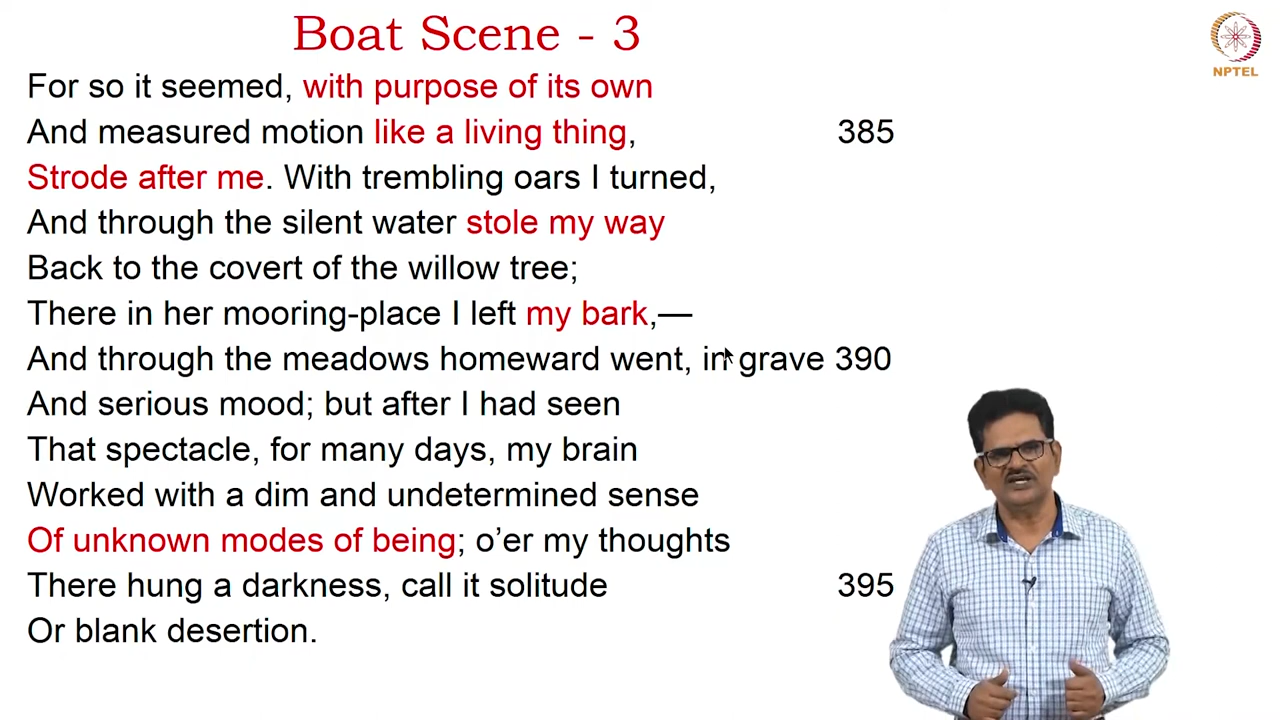 Boat Scene - 3
NPTEL
For so it seemed, with purpose of its own
And measured motion like a living thing, 385
Strode after me. With trembling oars I turned,
And through the silent water stole my way
Back to the covert of the willow tree;
There in her mooring-place I left my bark,—
And through the meadows homeward went, in grave 390
And serious mood; but after I had seen
That spectacle, for many days, my brain
Worked with a dim and undetermined sense
Of unknown modes of being; o’er my thoughts
There hung a darkness, call it solitude 395
Or blank desertion.